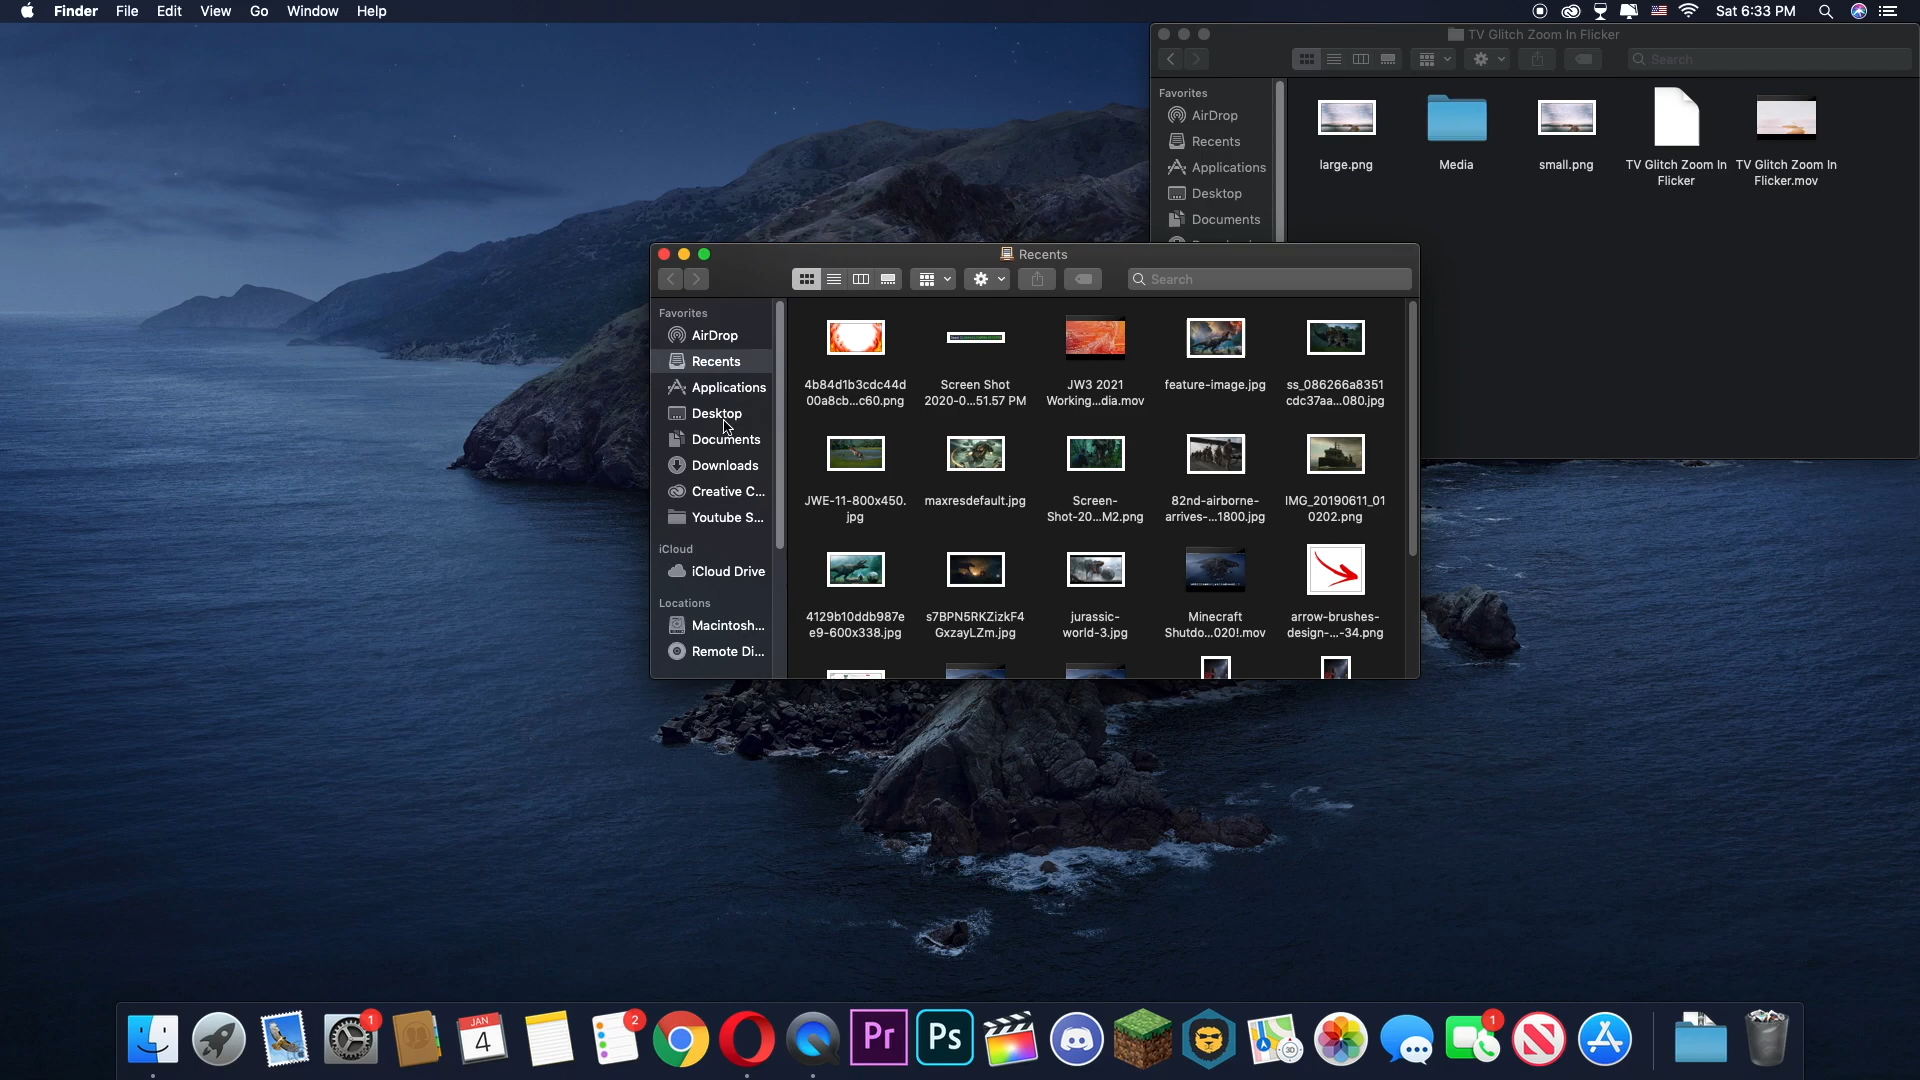 Finder File Edit View Go Window Help
Sat 6:33 PM
TV Glitch Zoom In Flicker
Search
Favorites
AirDrop
Recents
Applications
Desktop
Documents
large.png
Media
small.png
TV Glitch Zoom In
Flicker
TV Glitch Zoom In
Flicker.mov
Recents
Search
Favorites
AirDrop
Recents
Applications
Desktop
Documents
Downloads
Creative C...
Youtube S...
iCloud
iCloud Drive
Locations
Macintosh...
Remote Di...
4b84d1b3cdc44d
00a8cb...c60.png
Screen Shot
2020-0...51.57 PM
JW3 2021
Working...dia.mov
feature-image.jpg
ss_086266a8351
cdc37aa...080.jpg
JWE-11-800x450.
jpg
maxresdefault.jpg
Screen-
Shot-20...M2.png
82nd-airborne-
arrives-...1800.jpg
IMG_20190611_01
0202.png
4129b10ddb987e
e9-600x338.jpg
s7BPN5RKZizkF4
GxzayLZm.jpg
jurassic-
world-3.jpg
Minecraft
Shutdo...020!.mov
arrow-brushes-
design-...-34.png
1
JAN
4
2
Pr
Ps
3D
1